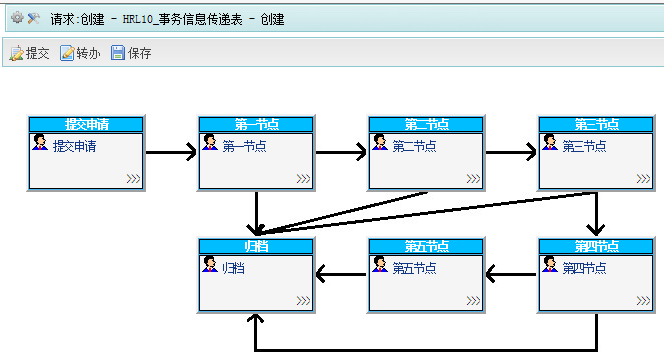 请求:创建 - HRL10_事务信息传递表 - 创建
提交 转办 保存
提交申请 第一节点 第二节点 第三节点
提交申请 第一节点 第二节点 第三节点
归档 第五节点 第四节点
归档 第五节点 第四节点